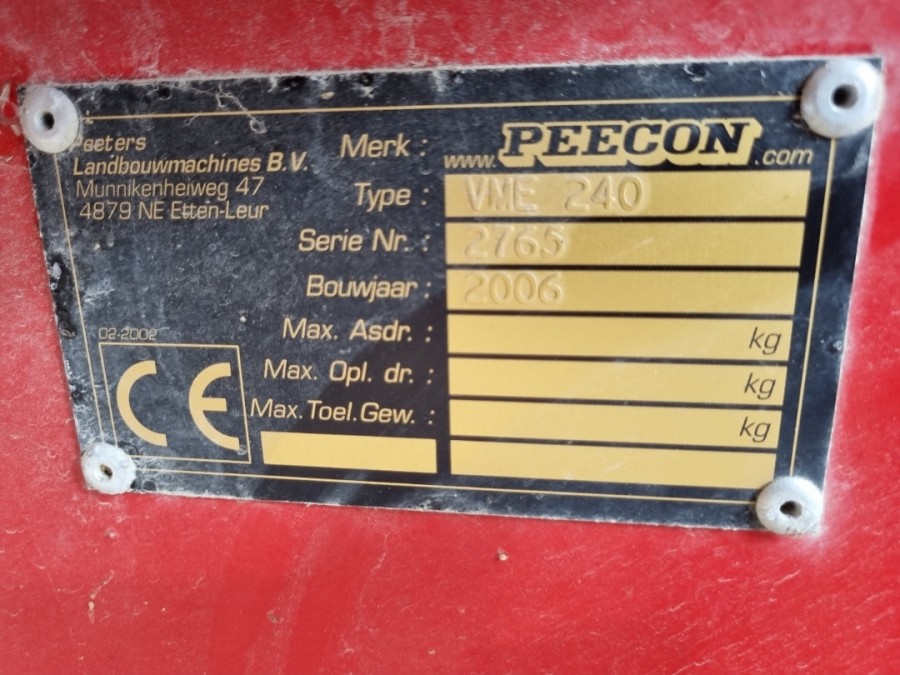 Peeters
Landbouwmachines B.V.
Munnikenheiweg 47
4879 NE Etten-Leur
Merk : www.PEECON.com
Type : VME 240
Serie Nr. : 2765
Bouwjaar : 2006
02-2002
CE
Max. Asdr. : kg
Max. Opl. dr. : kg
Max. Toel. Gew. : kg